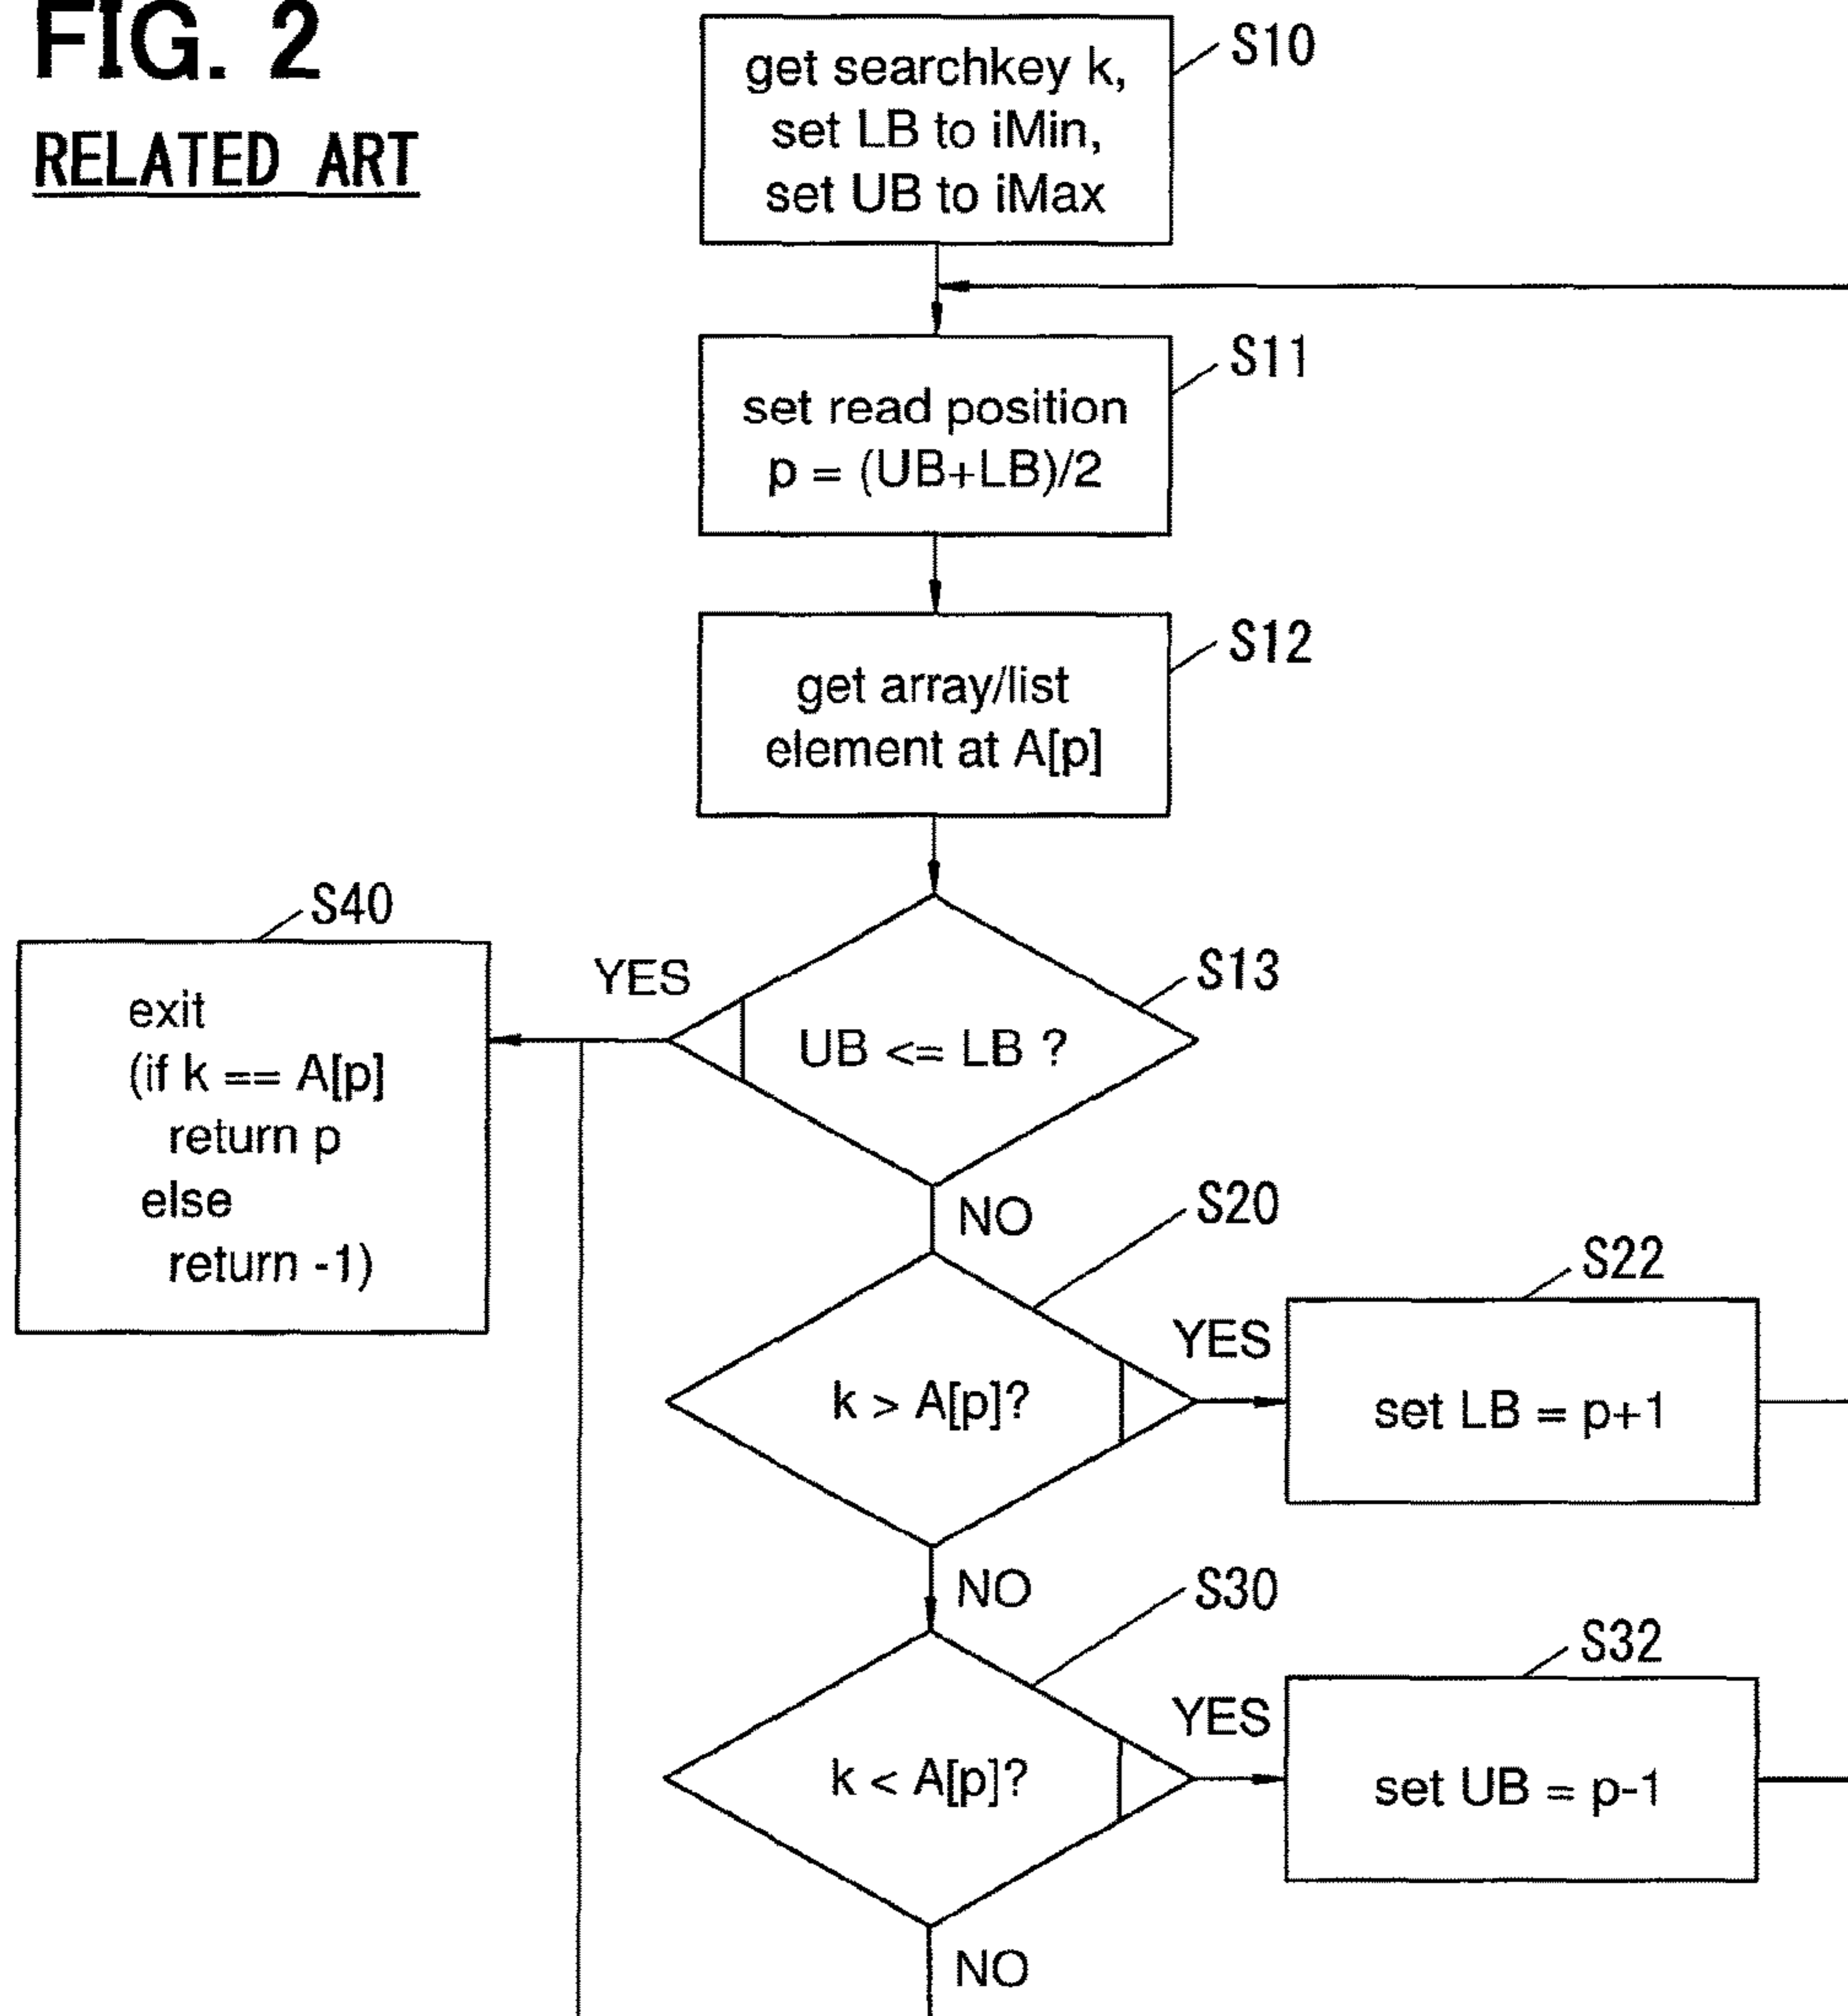 FIG. 2
RELATED ART
get searchkey k,
set LB to iMin,
set UB to iMax
S10
set read position
p = (UB+LB)/2
S11
get array/list
element at A[p]
S12
S40
exit
(if k == A[p]
return p
else
return -1)
YES
UB <= LB ?
S13
NO
S20
k > A[p]?
YES
S22
set LB = p+1
NO
S30
k < A[p]?
YES
S32
set UB = p-1
NO